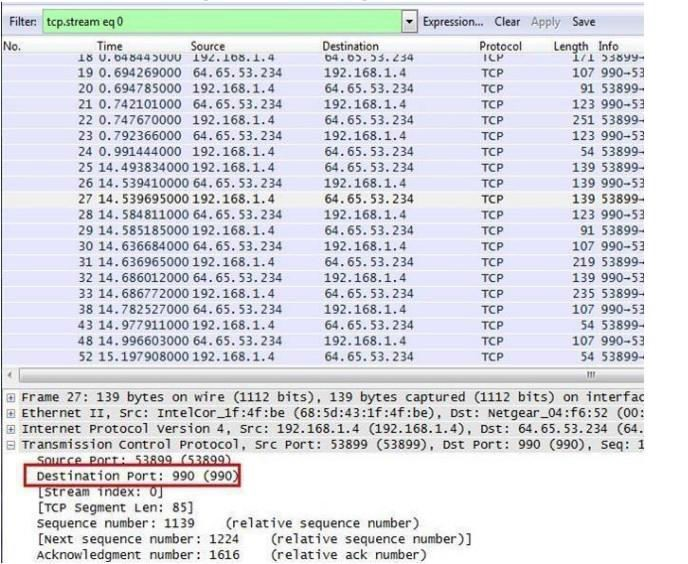 Filter: tcp.stream eq 0 Expression... Clear Apply Save
No. Time Source Destination Protocol Length Info
18 0.648445000 192.168.1.4 64.65.53.234 TCP 171 53899→
19 0.694269000 64.65.53.234 192.168.1.4 TCP 107 990→53
20 0.694785000 192.168.1.4 64.65.53.234 TCP 91 53899→
21 0.742101000 64.65.53.234 192.168.1.4 TCP 123 990→53
22 0.747670000 64.65.53.234 192.168.1.4 TCP 251 53899→
23 0.792366000 64.65.53.234 192.168.1.4 TCP 123 990→53
24 0.991444000 192.168.1.4 64.65.53.234 TCP 54 53899→
25 14.493834000 192.168.1.4 64.65.53.234 TCP 139 53899→
26 14.539410000 64.65.53.234 192.168.1.4 TCP 139 990→53
27 14.539695000 192.168.1.4 64.65.53.234 TCP 139 53899→
28 14.584811000 64.65.53.234 192.168.1.4 TCP 123 990→53
29 14.585185000 192.168.1.4 64.65.53.234 TCP 91 53899→
30 14.636684000 64.65.53.234 192.168.1.4 TCP 107 990→53
31 14.636965000 192.168.1.4 64.65.53.234 TCP 219 53899→
32 14.686012000 64.65.53.234 192.168.1.4 TCP 139 990→53
33 14.686772000 192.168.1.4 64.65.53.234 TCP 235 53899→
38 14.782527000 64.65.53.234 192.168.1.4 TCP 107 990→53
43 14.977911000 192.168.1.4 64.65.53.234 TCP 54 53899→
48 14.996603000 64.65.53.234 192.168.1.4 TCP 107 990→53
52 15.197908000 192.168.1.4 64.65.53.234 TCP 54 53899→
Frame 27: 139 bytes on wire (1112 bits), 139 bytes captured (1112 bits) on interfac
Ethernet II, Src: IntelCor_1f:4f:be (68:5d:43:1f:4f:be), Dst: Netgear_04:f6:52 (00:
Internet Protocol Version 4, Src: 192.168.1.4 (192.168.1.4), Dst: 64.65.53.234 (64.
Transmission Control Protocol, Src Port: 53899 (53899), Dst Port: 990 (990), Seq: 1
Source Port: 53899 (53899)
Destination Port: 990 (990)
[Stream index: 0]
[TCP Segment Len: 85]
Sequence number: 1139 (relative sequence number)
[Next sequence number: 1224 (relative sequence number)]
Acknowledgment number: 1616 (relative ack number)